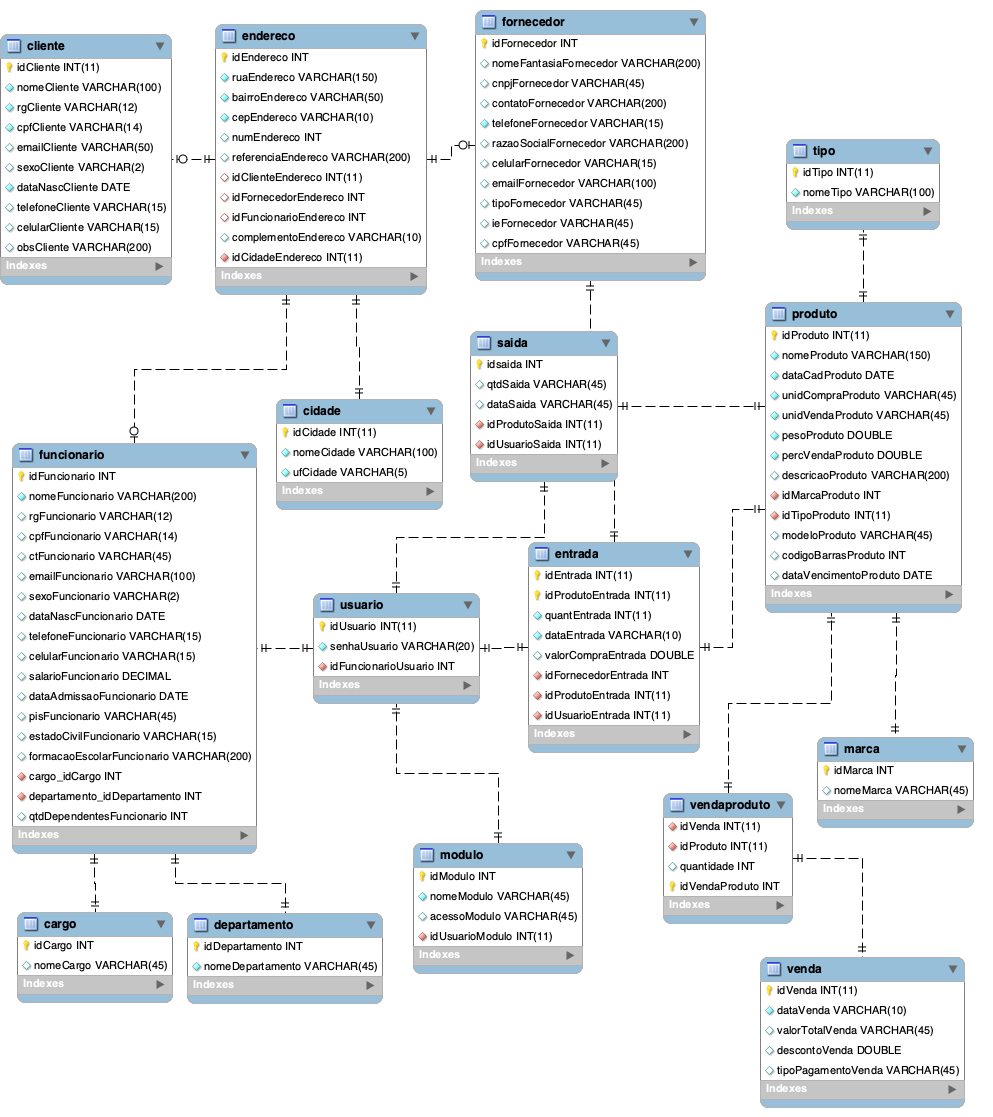 cliente
idCliente INT(11)
nomeCliente VARCHAR(100)
rgCliente VARCHAR(12)
cpfCliente VARCHAR(14)
emailCliente VARCHAR(50)
sexoCliente VARCHAR(2)
dataNascCliente DATE
telefoneCliente VARCHAR(15)
celularCliente VARCHAR(15)
obsCliente VARCHAR(200)
Indexes
endereco
idEndereco INT
ruaEndereco VARCHAR(150)
bairroEndereco VARCHAR(50)
cepEndereco VARCHAR(10)
numEndereco INT
referenciaEndereco VARCHAR(200)
idClienteEndereco INT(11)
idFornecedorEndereco INT
idFuncionarioEndereco INT
complementoEndereco VARCHAR(10)
idCidadeEndereco INT(11)
Indexes
fornecedor
idFornecedor INT
nomeFantasiaFornecedor VARCHAR(200)
cnpjFornecedor VARCHAR(45)
contatoFornecedor VARCHAR(200)
telefoneFornecedor VARCHAR(15)
razaoSocialFornecedor VARCHAR(200)
celularFornecedor VARCHAR(15)
emailFornecedor VARCHAR(100)
tipoFornecedor VARCHAR(45)
ieFornecedor VARCHAR(45)
cpfFornecedor VARCHAR(45)
Indexes
tipo
idTipo INT(11)
nomeTipo VARCHAR(100)
Indexes
produto
idProduto INT(11)
nomeProduto VARCHAR(150)
dataCadProduto DATE
unidCompraProduto VARCHAR(45)
unidVendaProduto VARCHAR(45)
pesoProduto DOUBLE
percVendaProduto DOUBLE
descricaoProduto VARCHAR(200)
idMarcaProduto INT
idTipoProduto INT(11)
modeloProduto VARCHAR(45)
codigoBarrasProduto INT
dataVencimentoProduto DATE
Indexes
saida
idsaida INT
qtdSaida VARCHAR(45)
dataSaida VARCHAR(45)
idProdutoSaida INT(11)
idUsuarioSaida INT(11)
Indexes
cidade
idCidade INT(11)
nomeCidade VARCHAR(100)
ufCidade VARCHAR(5)
Indexes
funcionario
idFuncionario INT
nomeFuncionario VARCHAR(200)
rgFuncionario VARCHAR(12)
cpfFuncionario VARCHAR(14)
ctFuncionario VARCHAR(45)
emailFuncionario VARCHAR(100)
sexoFuncionario VARCHAR(2)
dataNascFuncionario DATE
telefoneFuncionario VARCHAR(15)
celularFuncionario VARCHAR(15)
salarioFuncionario DECIMAL
dataAdmissaoFuncionario DATE
pisFuncionario VARCHAR(45)
estadoCivilFuncionario VARCHAR(15)
formacaoEscolarFuncionario VARCHAR(200)
cargo_idCargo INT
departamento_idDepartamento INT
qtdDependentesFuncionario INT
Indexes
usuario
idUsuario INT(11)
senhaUsuario VARCHAR(20)
idFuncionarioUsuario INT
Indexes
entrada
idEntrada INT(11)
idProdutoEntrada INT(11)
quantEntrada INT(11)
dataEntrada VARCHAR(10)
valorCompraEntrada DOUBLE
idFornecedorEntrada INT
idProdutoEntrada INT(11)
idUsuarioEntrada INT(11)
Indexes
marca
idMarca INT
nomeMarca VARCHAR(45)
Indexes
vendaproduto
idVenda INT(11)
idProduto INT(11)
quantidade INT
idVendaProduto INT
Indexes
modulo
idModulo INT
nomeModulo VARCHAR(45)
acessoModulo VARCHAR(45)
idUsuarioModulo INT(11)
Indexes
cargo
idCargo INT
nomeCargo VARCHAR(45)
Indexes
departamento
idDepartamento INT
nomeDepartamento VARCHAR(45)
Indexes
venda
idVenda INT(11)
dataVenda VARCHAR(10)
valorTotalVenda VARCHAR(45)
descontoVenda DOUBLE
tipoPagamentoVenda VARCHAR(45)
Indexes